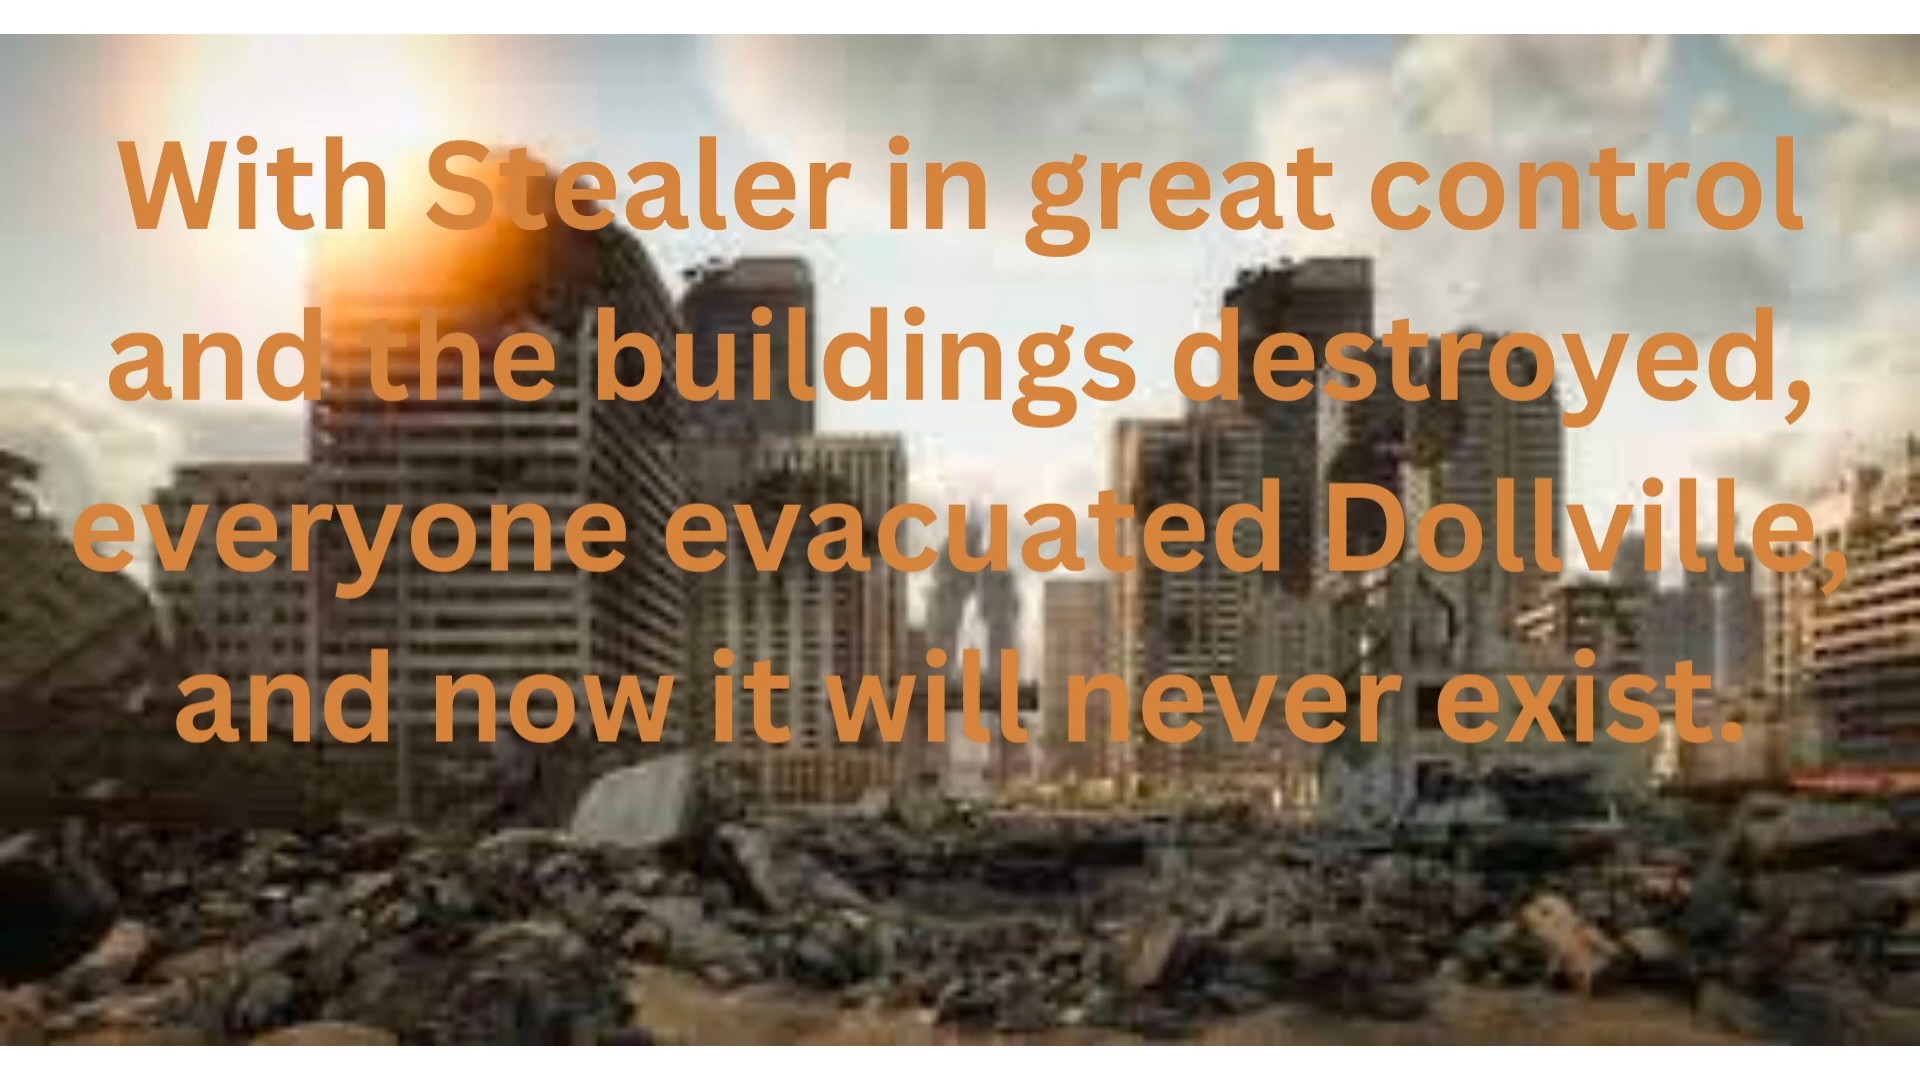 With Stealer in great control
and the buildings destroyed,
everyone evacuated Dollville,
and now it will never exist.